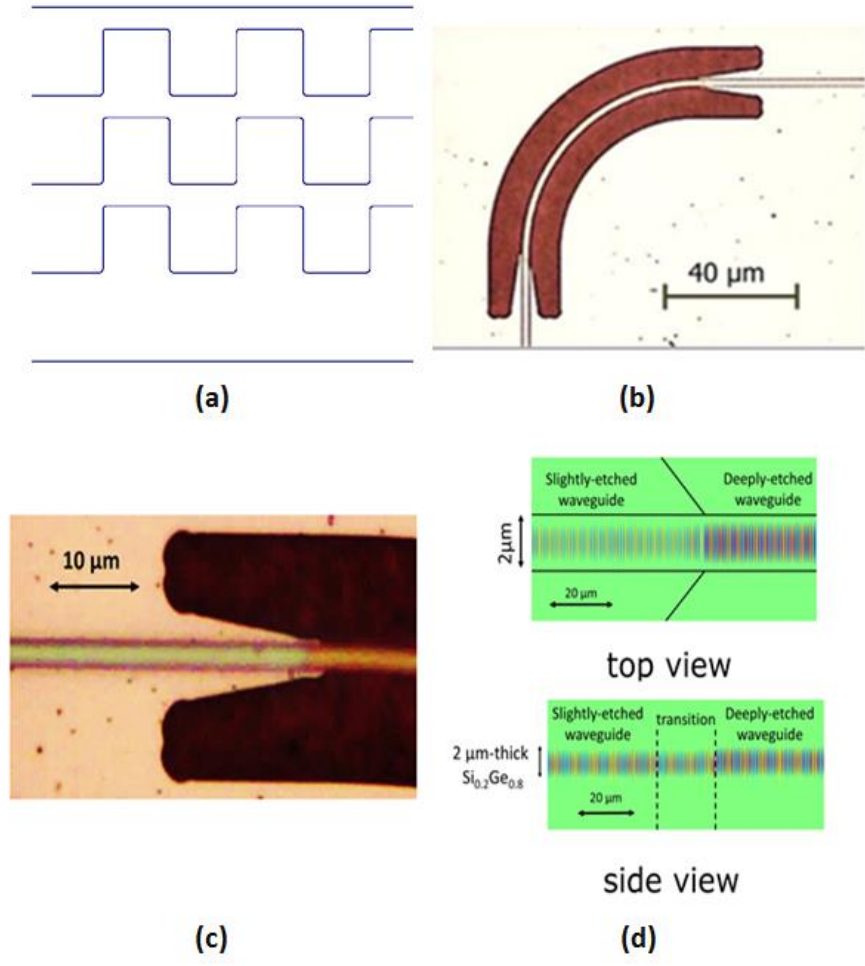 (a)
40 µm
(b)
10 µm
(c)
Slightly-etched
waveguide
Deeply-etched
waveguide
2µm
20 µm
top view
Slightly-etched
waveguide
transition
Deeply-etched
waveguide
2 µm-thick
Si₀.₂Ge₀.₈
20 µm
side view
(d)